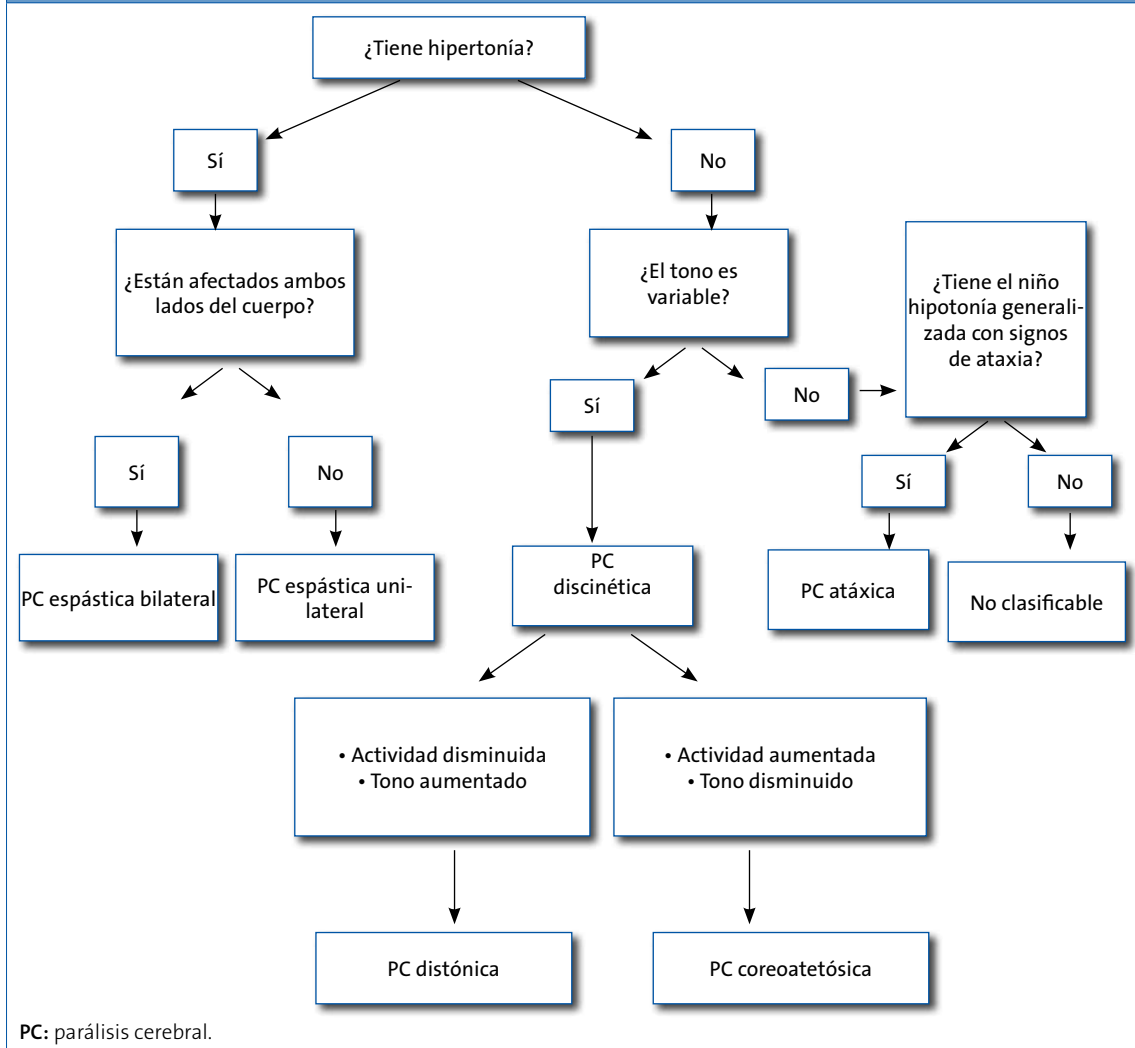 ¿Tiene hipertonía?
Sí
No
¿Están afectados ambos
lados del cuerpo?
¿El tono es
variable?
¿Tiene el niño
hipotonía generali-
zada con signos
de ataxia?
Sí
No
Sí
No
Sí
No
PC espástica bilateral
PC espástica uni-
lateral
PC
discinética
PC atáxica
No clasificable
• Actividad disminuida
• Tono aumentado
• Actividad aumentada
• Tono disminuido
PC distónica
PC coreoatetósica
PC: parálisis cerebral.